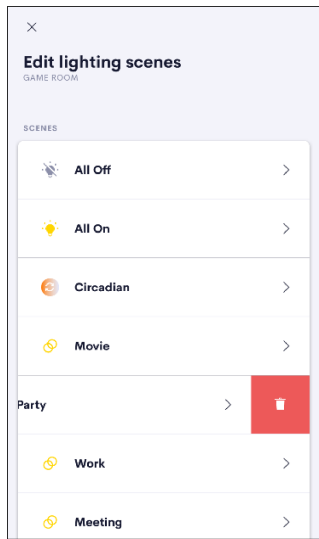 Edit lighting scenes
GAME ROOM
SCENES
All Off
All On
Circadian
Movie
Party
Work
Meeting